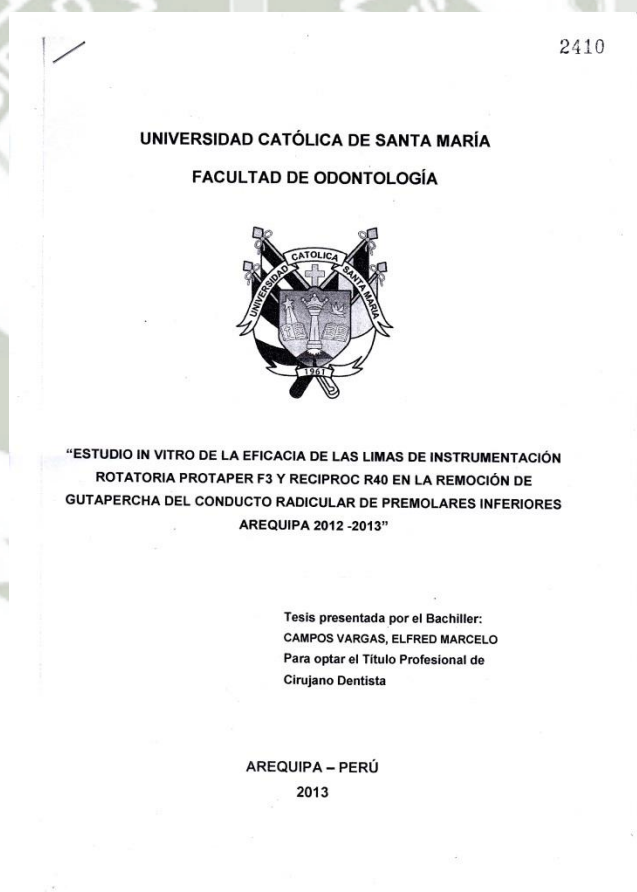 2410
UNIVERSIDAD CATÓLICA DE SANTA MARÍA
FACULTAD DE ODONTOLOGÍA
UNIVERSIDAD CATOLICA SANTA MARIA
1961
“ESTUDIO IN VITRO DE LA EFICACIA DE LAS LIMAS DE INSTRUMENTACIÓN
ROTATORIA PROTAPER F3 Y RECIPROC R40 EN LA REMOCIÓN DE
GUTAPERCHA DEL CONDUCTO RADICULAR DE PREMOLARES INFERIORES
AREQUIPA 2012 -2013”
Tesis presentada por el Bachiller:
CAMPOS VARGAS, ELFRED MARCELO
Para optar el Título Profesional de
Cirujano Dentista
AREQUIPA – PERÚ
2013